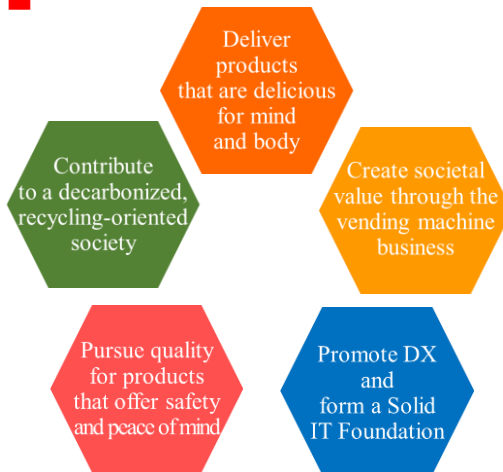 Deliver
products
that are delicious
for mind
and body
Contribute
to a decarbonized,
recycling-oriented
society
Create societal
value through the
vending machine
business
Pursue quality
for products
that offer safety
and peace of mind
Promote DX
and
form a Solid
IT Foundation